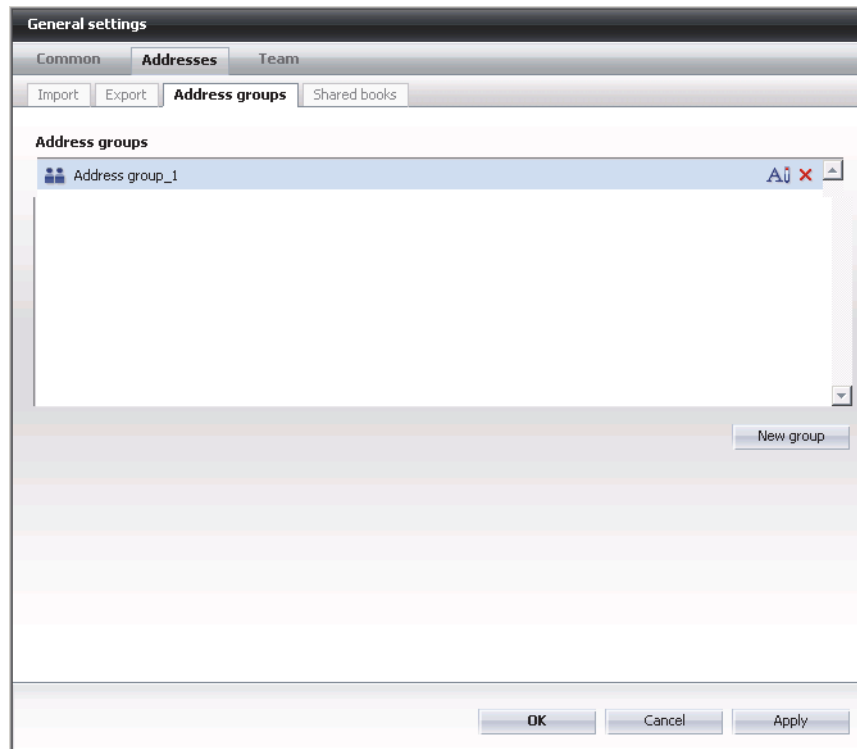 General settings
Common Addresses Team
Import Export Address groups Shared books
Address groups
Address group_1
New group
OK Cancel Apply